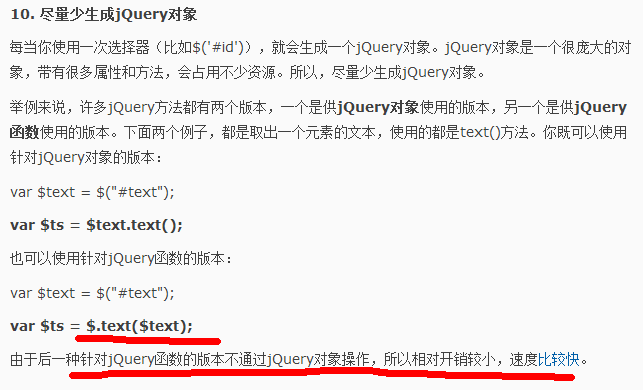 10. 尽量少生成jQuery对象
每当你使用一次选择器（比如$('#id')），就会生成一个jQuery对象。jQuery对象是一个很庞大的对
象，带有很多属性和方法，会占用不少资源。所以，尽量少生成jQuery对象。
举例来说，许多jQuery方法都有两个版本，一个是供jQuery对象使用的版本，另一个是供jQuery
函数使用的版本。下面两个例子，都是取出一个元素的文本，使用的都是text()方法。你既可以使用
针对jQuery对象的版本：
var $text = $("#text");
var $ts = $text.text();
也可以使用针对jQuery函数的版本：
var $text = $("#text");
var $ts = $.text($text);
由于后一种针对jQuery函数的版本不通过jQuery对象操作，所以相对开销较小，速度比较快。